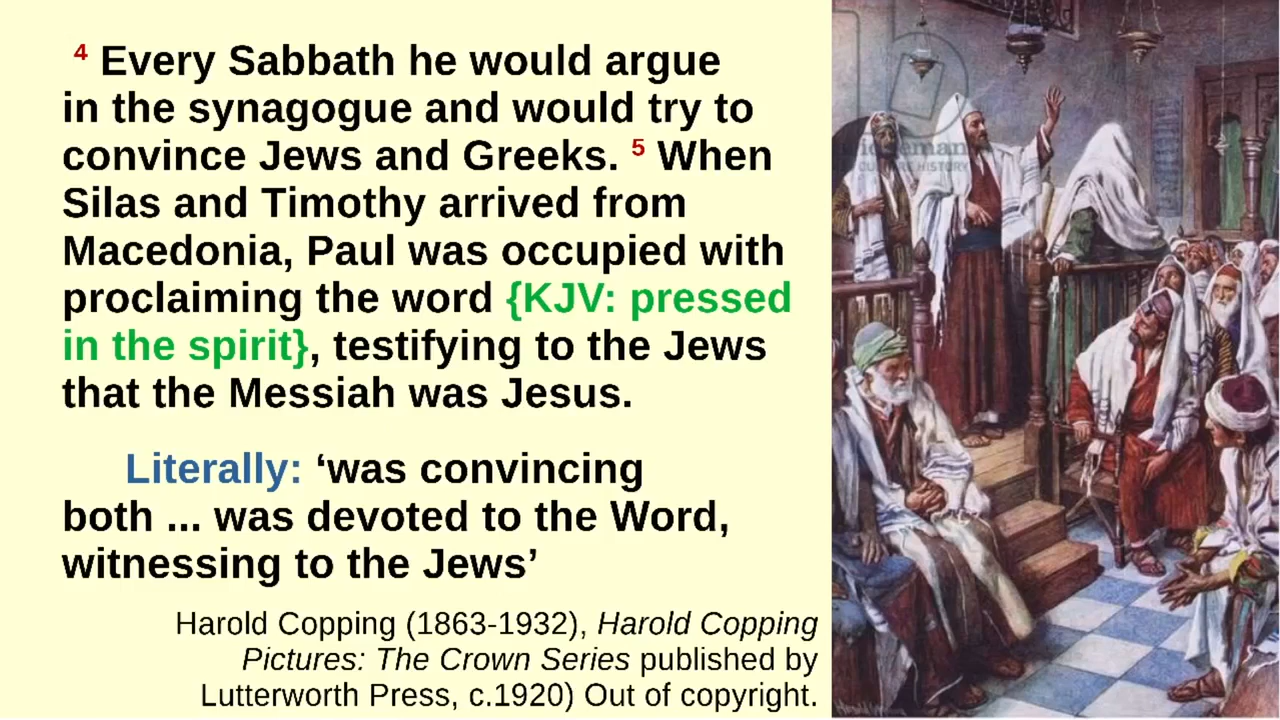 4 Every Sabbath he would argue
in the synagogue and would try to
convince Jews and Greeks. 5 When
Silas and Timothy arrived from
Macedonia, Paul was occupied with
proclaiming the word {KJV: pressed
in the spirit}, testifying to the Jews
that the Messiah was Jesus.
Literally: ‘was convincing
both ... was devoted to the Word,
witnessing to the Jews’
Harold Copping (1863-1932), Harold Copping
Pictures: The Crown Series published by
Lutterworth Press, c.1920) Out of copyright.